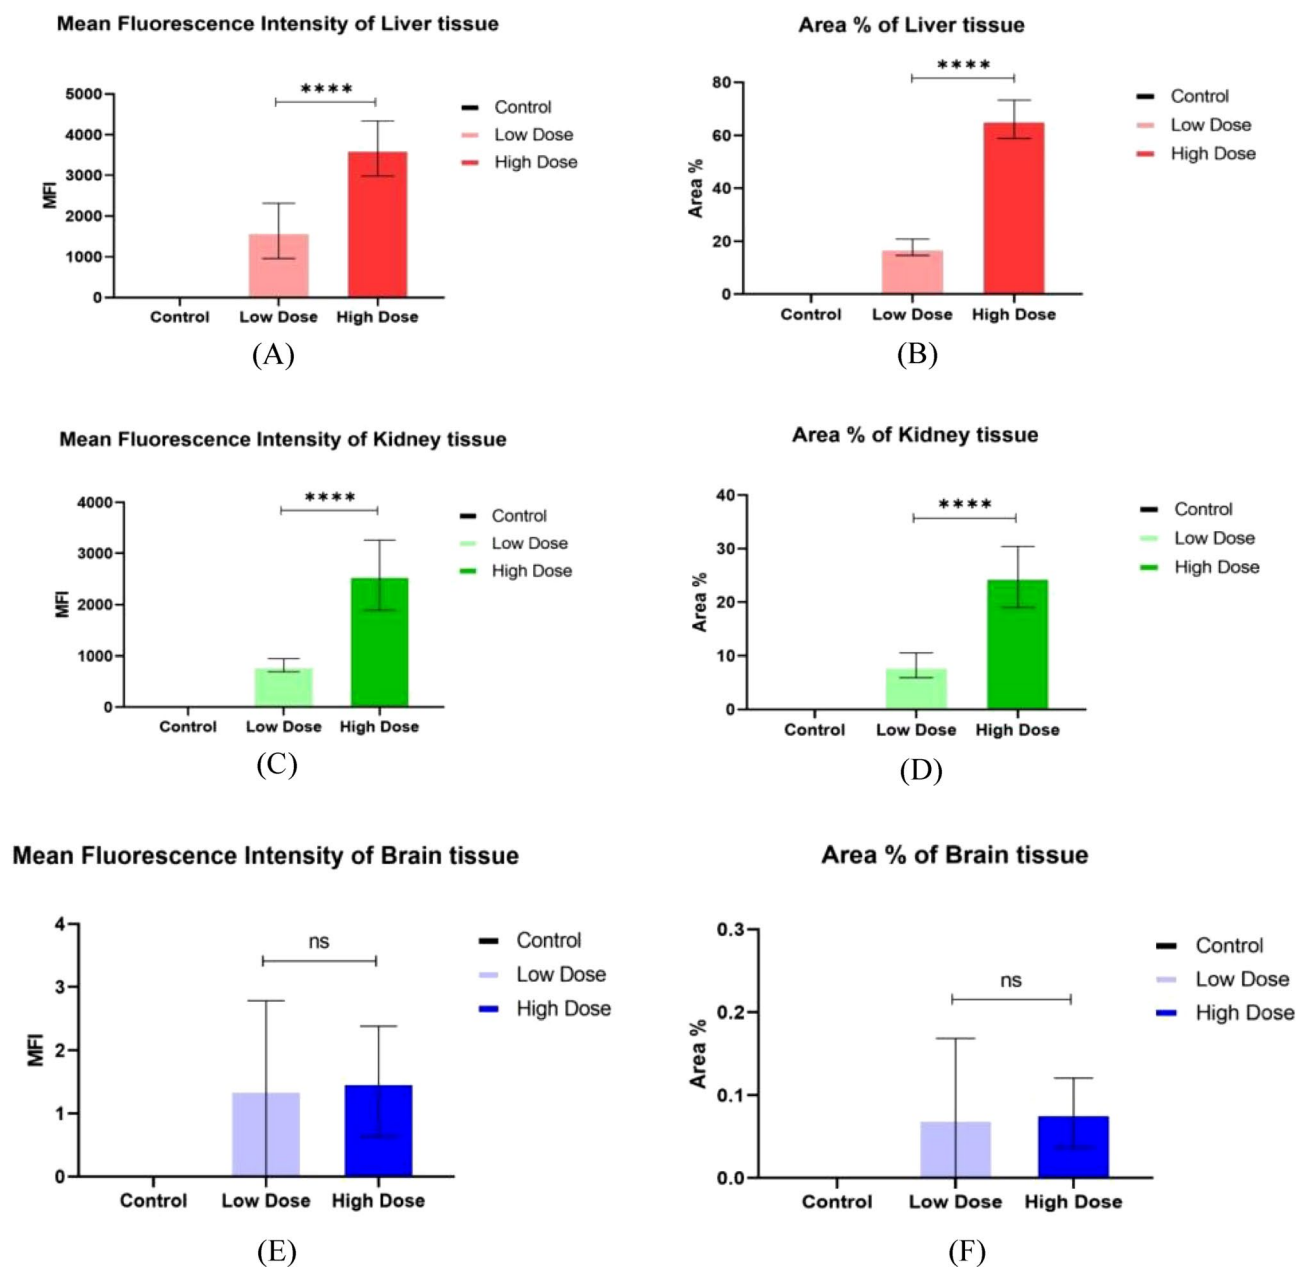 Mean Fluorescence Intensity of Liver tissue
****
5000
4000
3000
2000
1000
0
MFI
Control
Low Dose
High Dose
Control
Low Dose
High Dose
(A)
Area % of Liver tissue
****
80
60
40
20
0
Area %
Control
Low Dose
High Dose
Control
Low Dose
High Dose
(B)
Mean Fluorescence Intensity of Kidney tissue
****
4000
3000
2000
1000
0
MFI
Control
Low Dose
High Dose
Control
Low Dose
High Dose
(C)
Area % of Kidney tissue
****
40
30
20
10
0
Area %
Control
Low Dose
High Dose
Control
Low Dose
High Dose
(D)
Mean Fluorescence Intensity of Brain tissue
ns
4
3
2
1
0
MFI
Control
Low Dose
High Dose
Control
Low Dose
High Dose
(E)
Area % of Brain tissue
ns
0.3
0.2
0.1
0.0
Area %
Control
Low Dose
High Dose
Control
Low Dose
High Dose
(F)